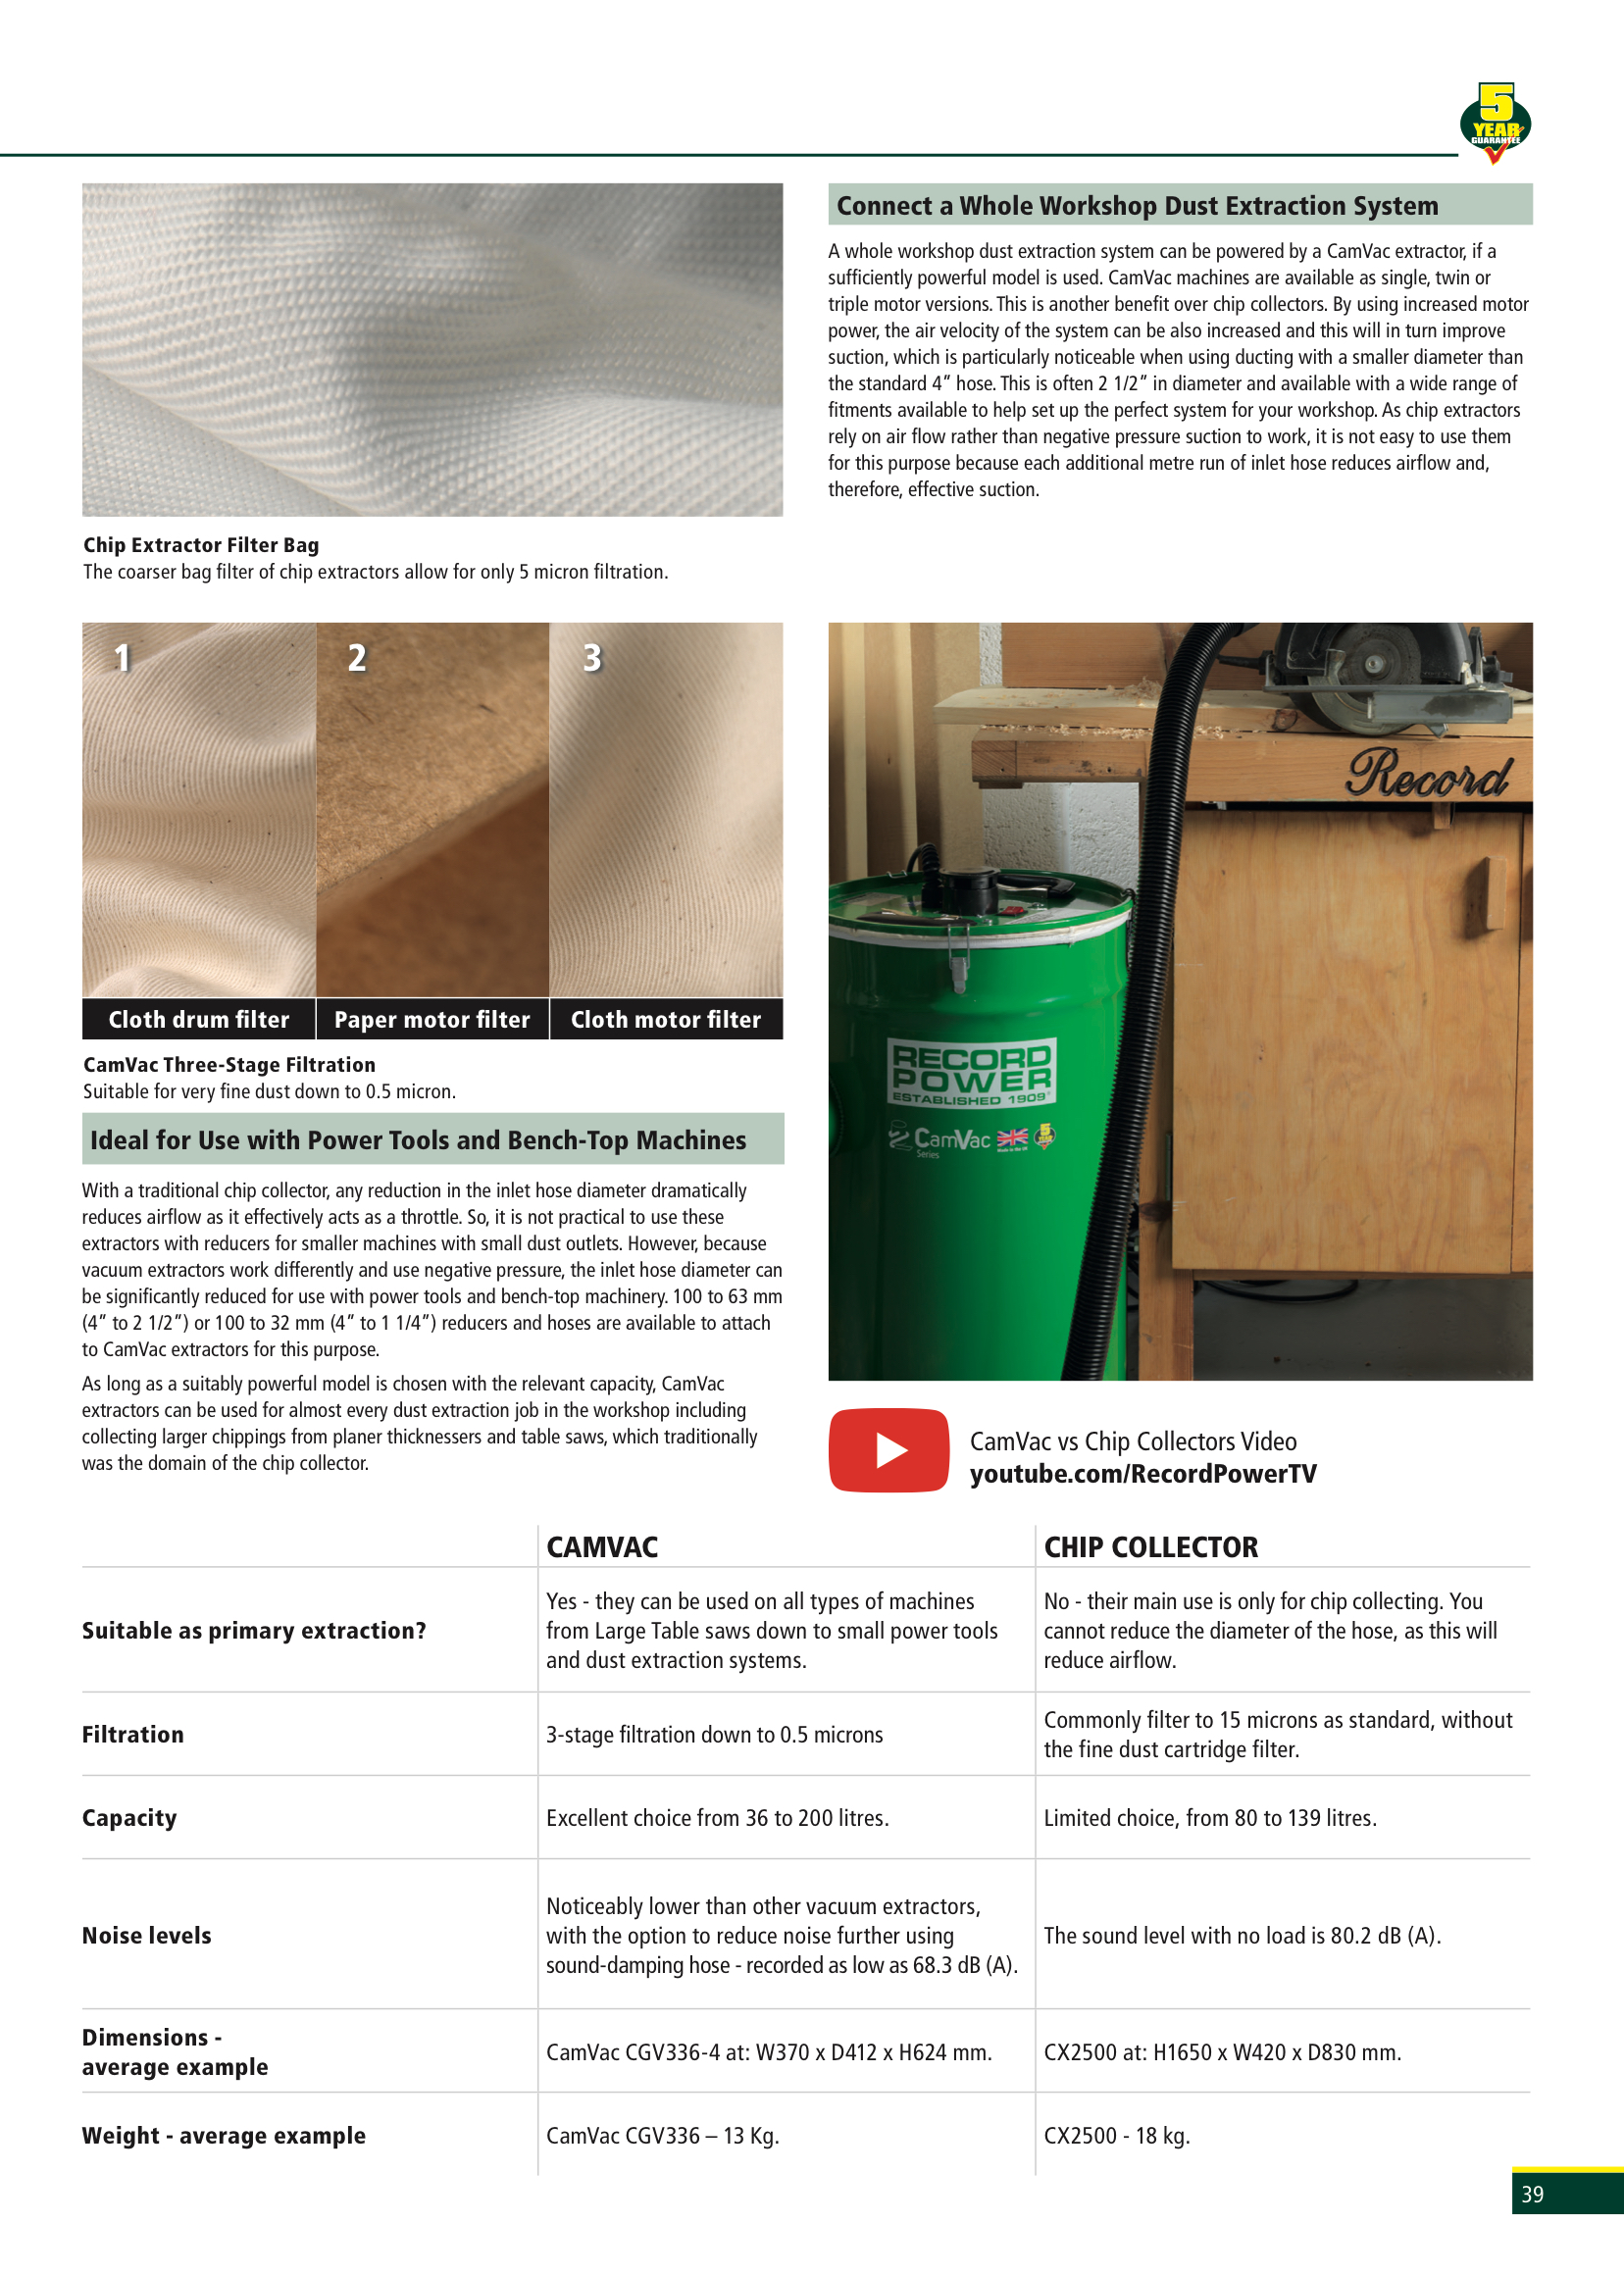 5
YEAR
GUARANTEE
Chip Extractor Filter Bag
The coarser bag filter of chip extractors allow for only 5 micron filtration.
1
2
3
Cloth drum filter
Paper motor filter
Cloth motor filter
CamVac Three-Stage Filtration
Suitable for very fine dust down to 0.5 micron.
Ideal for Use with Power Tools and Bench-Top Machines
With a traditional chip collector, any reduction in the inlet hose diameter dramatically
reduces airflow as it effectively acts as a throttle. So, it is not practical to use these
extractors with reducers for smaller machines with small dust outlets. However, because
vacuum extractors work differently and use negative pressure, the inlet hose diameter can
be significantly reduced for use with power tools and bench-top machinery. 100 to 63 mm
(4” to 2 1/2”) or 100 to 32 mm (4” to 1 1/4”) reducers and hoses are available to attach
to CamVac extractors for this purpose.
As long as a suitably powerful model is chosen with the relevant capacity, CamVac
extractors can be used for almost every dust extraction job in the workshop including
collecting larger chippings from planer thicknessers and table saws, which traditionally
was the domain of the chip collector.
Connect a Whole Workshop Dust Extraction System
A whole workshop dust extraction system can be powered by a CamVac extractor, if a
sufficiently powerful model is used. CamVac machines are available as single, twin or
triple motor versions. This is another benefit over chip collectors. By using increased motor
power, the air velocity of the system can be also increased and this will in turn improve
suction, which is particularly noticeable when using ducting with a smaller diameter than
the standard 4” hose. This is often 2 1/2” in diameter and available with a wide range of
fitments available to help set up the perfect system for your workshop. As chip extractors
rely on air flow rather than negative pressure suction to work, it is not easy to use them
for this purpose because each additional metre run of inlet hose reduces airflow and,
therefore, effective suction.
Record
RECORD
POWER
ESTABLISHED 1909
CamVac
Series
Made in the UK
5
YEAR
CamVac vs Chip Collectors Video
youtube.com/RecordPowerTV
CAMVAC
CHIP COLLECTOR
Suitable as primary extraction?
Yes - they can be used on all types of machines
from Large Table saws down to small power tools
and dust extraction systems.
No - their main use is only for chip collecting. You
cannot reduce the diameter of the hose, as this will
reduce airflow.
Filtration
3-stage filtration down to 0.5 microns
Commonly filter to 15 microns as standard, without
the fine dust cartridge filter.
Capacity
Excellent choice from 36 to 200 litres.
Limited choice, from 80 to 139 litres.
Noise levels
Noticeably lower than other vacuum extractors,
with the option to reduce noise further using
sound-damping hose - recorded as low as 68.3 dB (A).
The sound level with no load is 80.2 dB (A).
Dimensions -
average example
CamVac CGV336-4 at: W370 x D412 x H624 mm.
CX2500 at: H1650 x W420 x D830 mm.
Weight - average example
CamVac CGV336 – 13 Kg.
CX2500 - 18 kg.
39